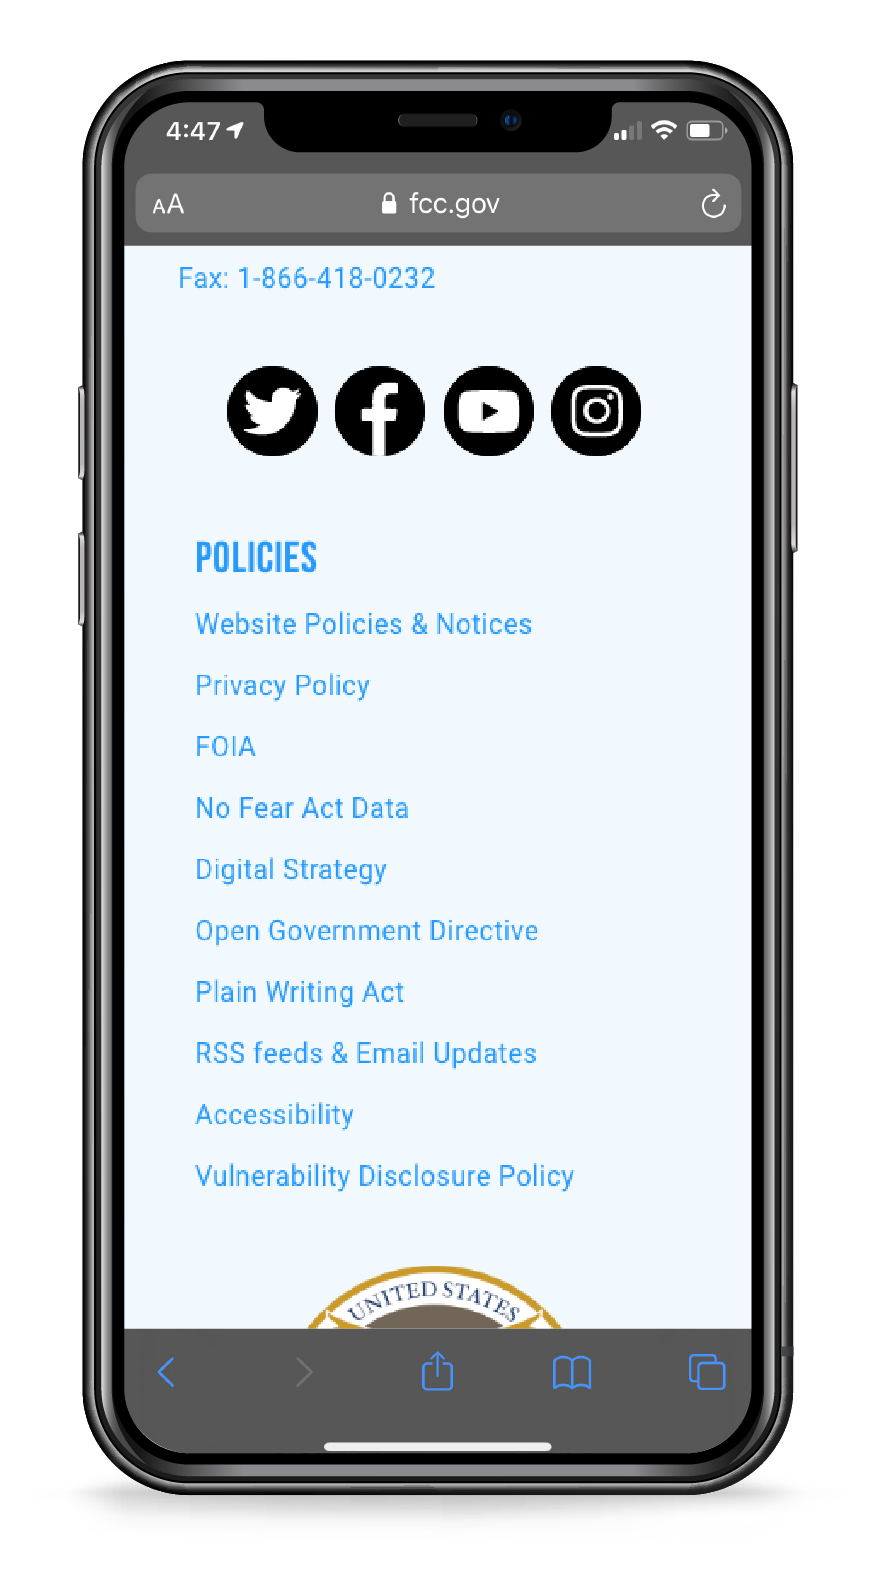 4:47
AA fcc.gov
Fax: 1-866-418-0232
POLICIES
Website Policies & Notices
Privacy Policy
FOIA
No Fear Act Data
Digital Strategy
Open Government Directive
Plain Writing Act
RSS feeds & Email Updates
Accessibility
Vulnerability Disclosure Policy
UNITED STATES